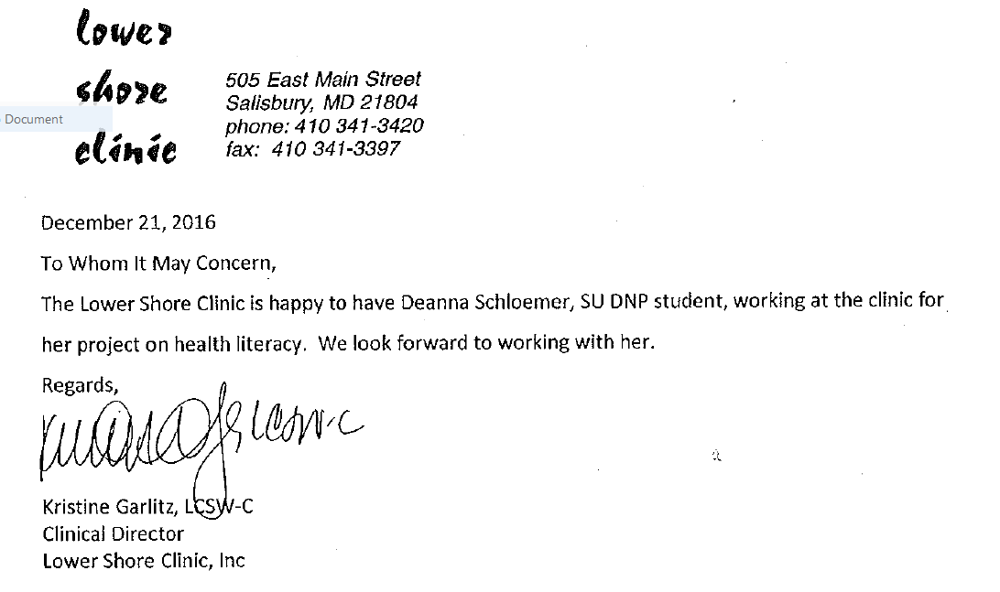 lower
shore
clinic
505 East Main Street
Salisbury, MD 21804
phone: 410 341-3420
fax: 410 341-3397
Document
December 21, 2016
To Whom It May Concern,
The Lower Shore Clinic is happy to have Deanna Schloemer, SU DNP student, working at the clinic for
her project on health literacy. We look forward to working with her.
Regards,
LCSW-C
Kristine Garlitz, LCSW-C
Clinical Director
Lower Shore Clinic, Inc